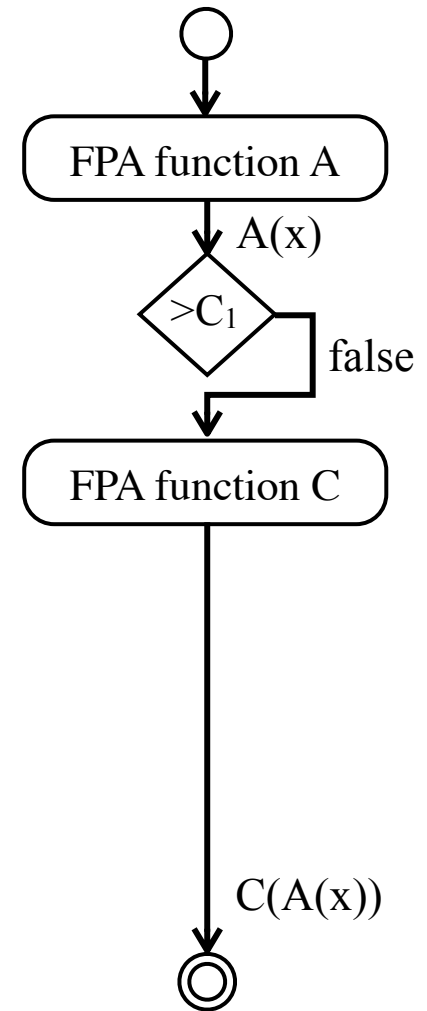 FPA function A
A(x)
>C₁
false
FPA function C
C(A(x))